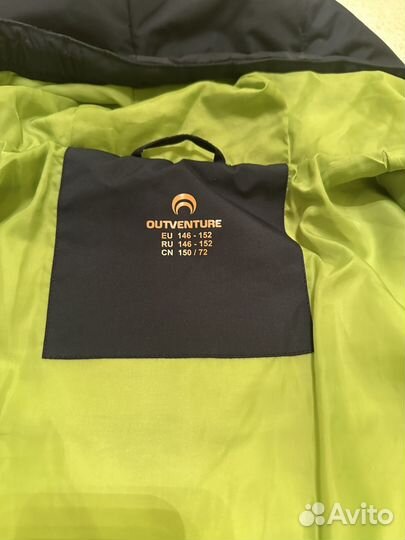 OUTVENTURE
EU 146 - 152
RU 146 - 152
CN 150 / 72
Avito